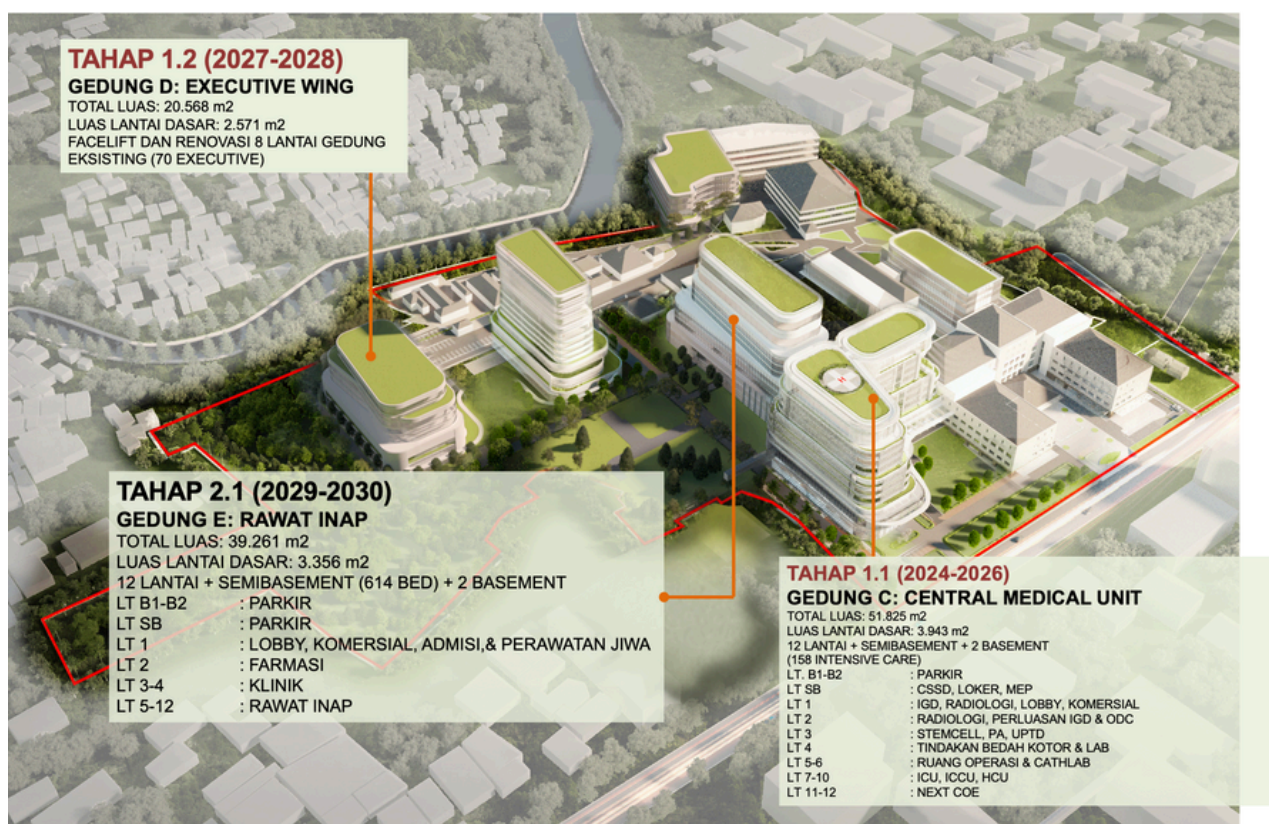 TAHAP 1.2 (2027-2028)
GEDUNG D: EXECUTIVE WING
TOTAL LUAS: 20.568 m2
LUAS LANTAI DASAR: 2.571 m2
FACELIFT DAN RENOVASI 8 LANTAI GEDUNG
EKSISTING (70 EXECUTIVE)
H
TAHAP 2.1 (2029-2030)
GEDUNG E: RAWAT INAP
TOTAL LUAS: 39.261 m2
LUAS LANTAI DASAR: 3.356 m2
12 LANTAI + SEMIBASEMENT (614 BED) + 2 BASEMENT
LT B1-B2 : PARKIR
LT SB : PARKIR
LT 1 : LOBBY, KOMERSIAL, ADMISI,& PERAWATAN JIWA
LT 2 : FARMASI
LT 3-4 : KLINIK
LT 5-12 : RAWAT INAP
TAHAP 1.1 (2024-2026)
GEDUNG C: CENTRAL MEDICAL UNIT
TOTAL LUAS: 51.825 m2
LUAS LANTAI DASAR: 3.943 m2
12 LANTAI + SEMIBASEMENT + 2 BASEMENT
(158 INTENSIVE CARE)
LT. B1-B2 : PARKIR
LT SB : CSSD, LOKER, MEP
LT 1 : IGD, RADIOLOGI, LOBBY, KOMERSIAL
LT 2 : RADIOLOGI, PERLUASAN IGD & ODC
LT 3 : STEMCELL, PA, UPTD
LT 4 : TINDAKAN BEDAH KOTOR & LAB
LT 5-6 : RUANG OPERASI & CATHLAB
LT 7-10 : ICU, ICCU, HCU
LT 11-12 : NEXT COE